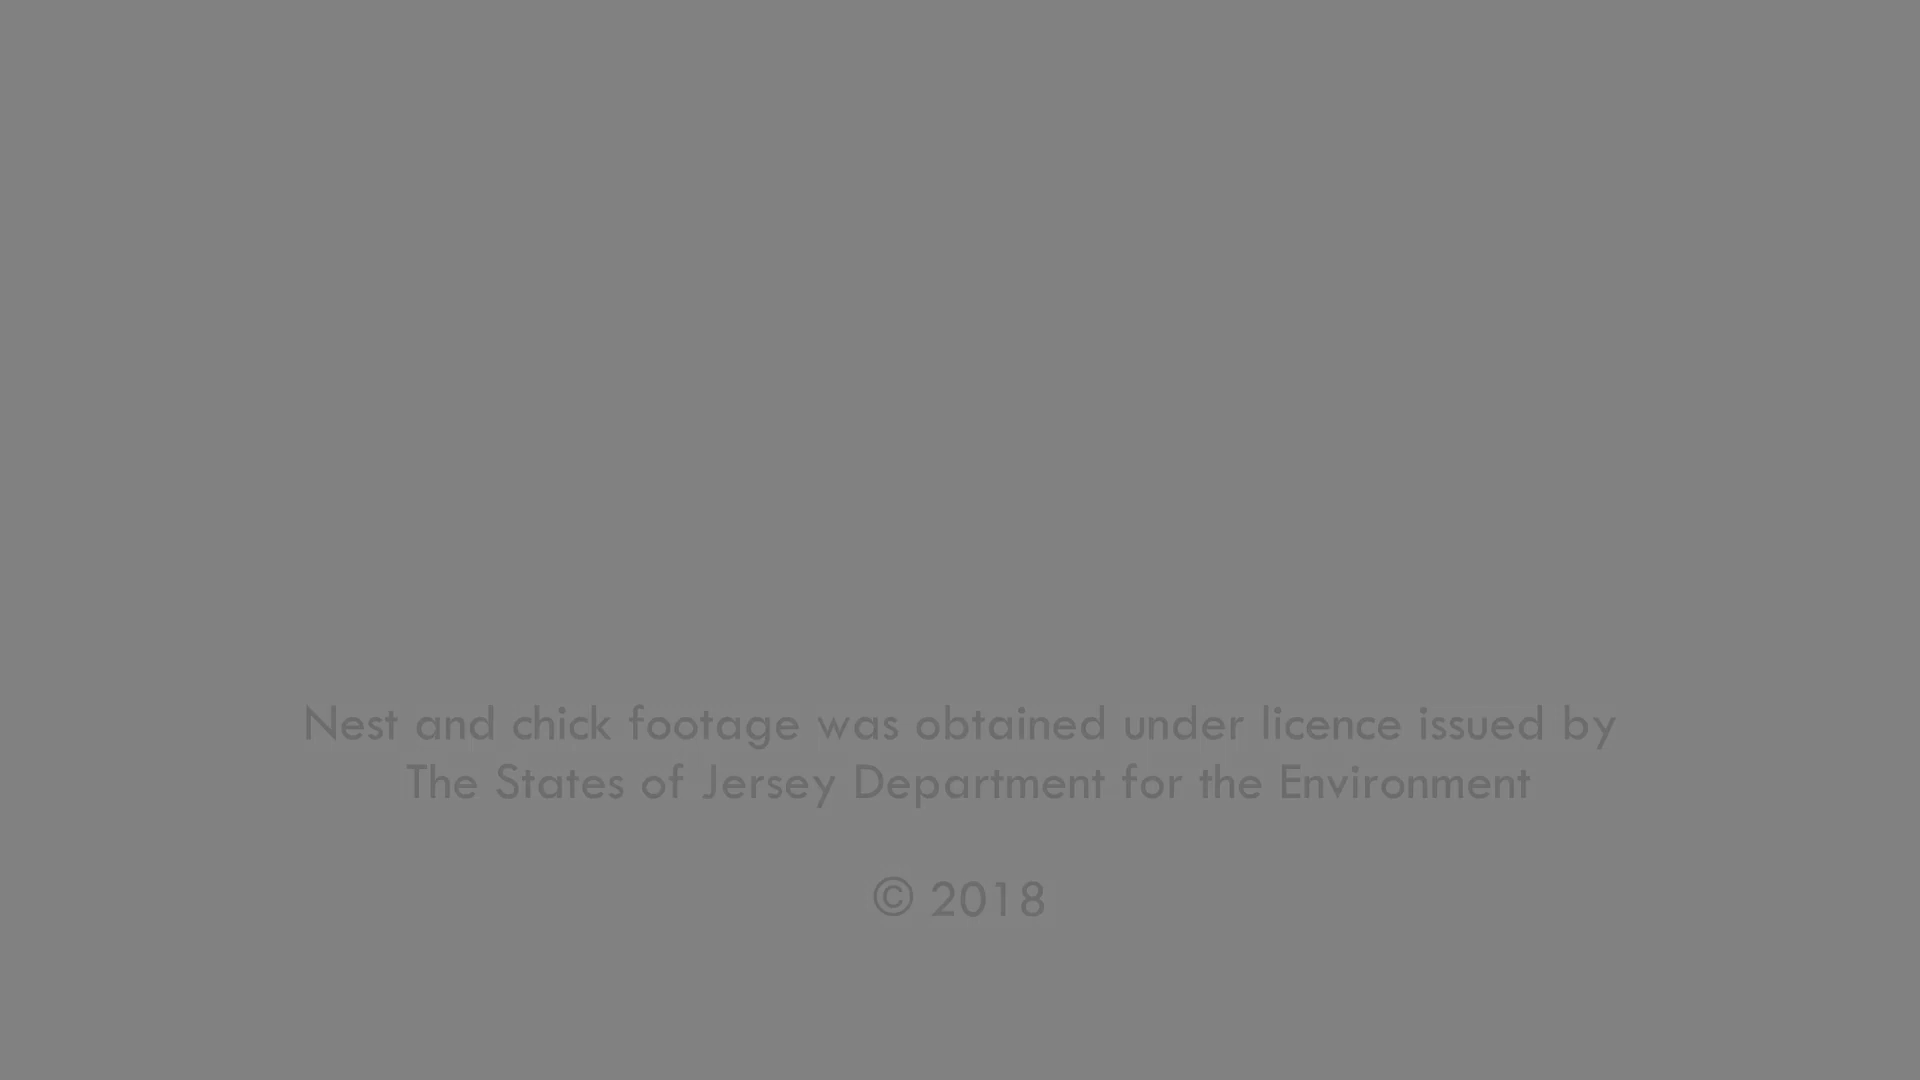 Nest and chick footage was obtained under licence issued by
The States of Jersey Department for the Environment
© 2018